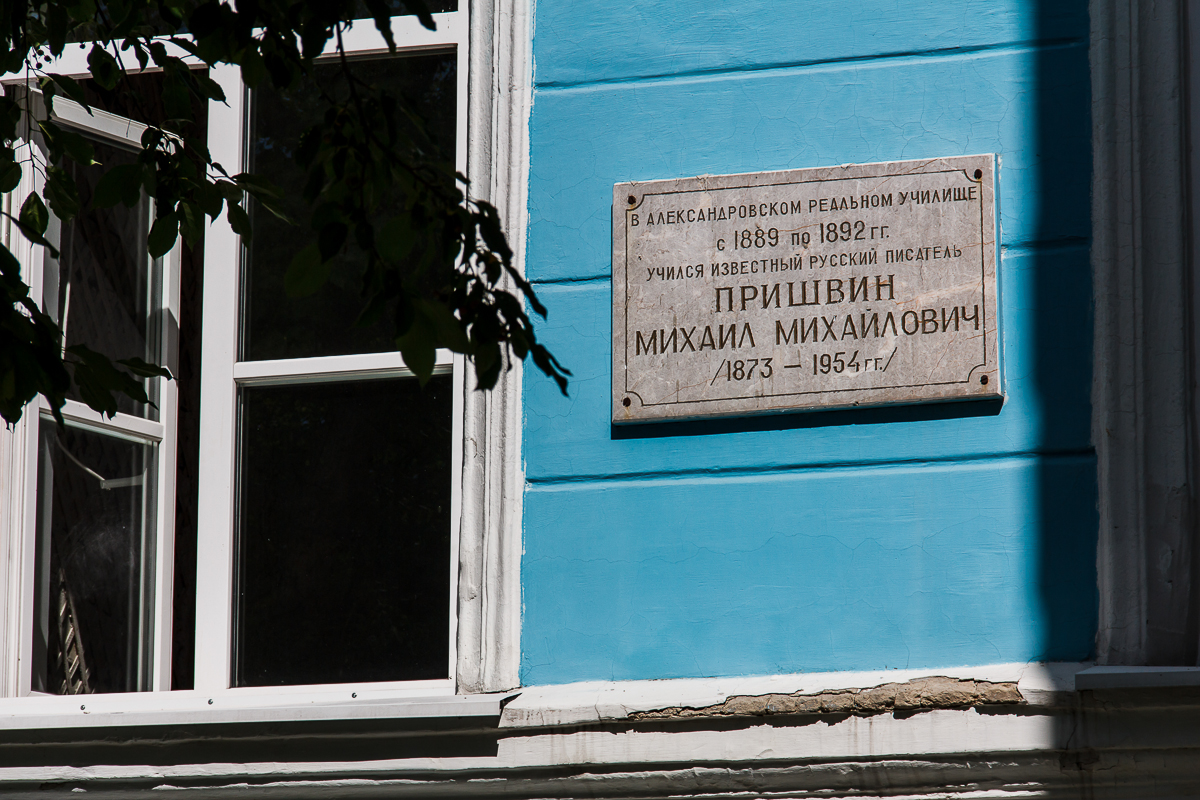 В АЛЕКСАНДРОВСКОМ РЕАЛЬНОМ УЧИЛИЩЕ
С 1889 ПО 1892 ГГ.
УЧИЛСЯ ИЗВЕСТНЫЙ РУССКИЙ ПИСАТЕЛЬ
ПРИШВИН
МИХАИЛ МИХАЙЛОВИЧ
/1873 – 1954 ГГ./